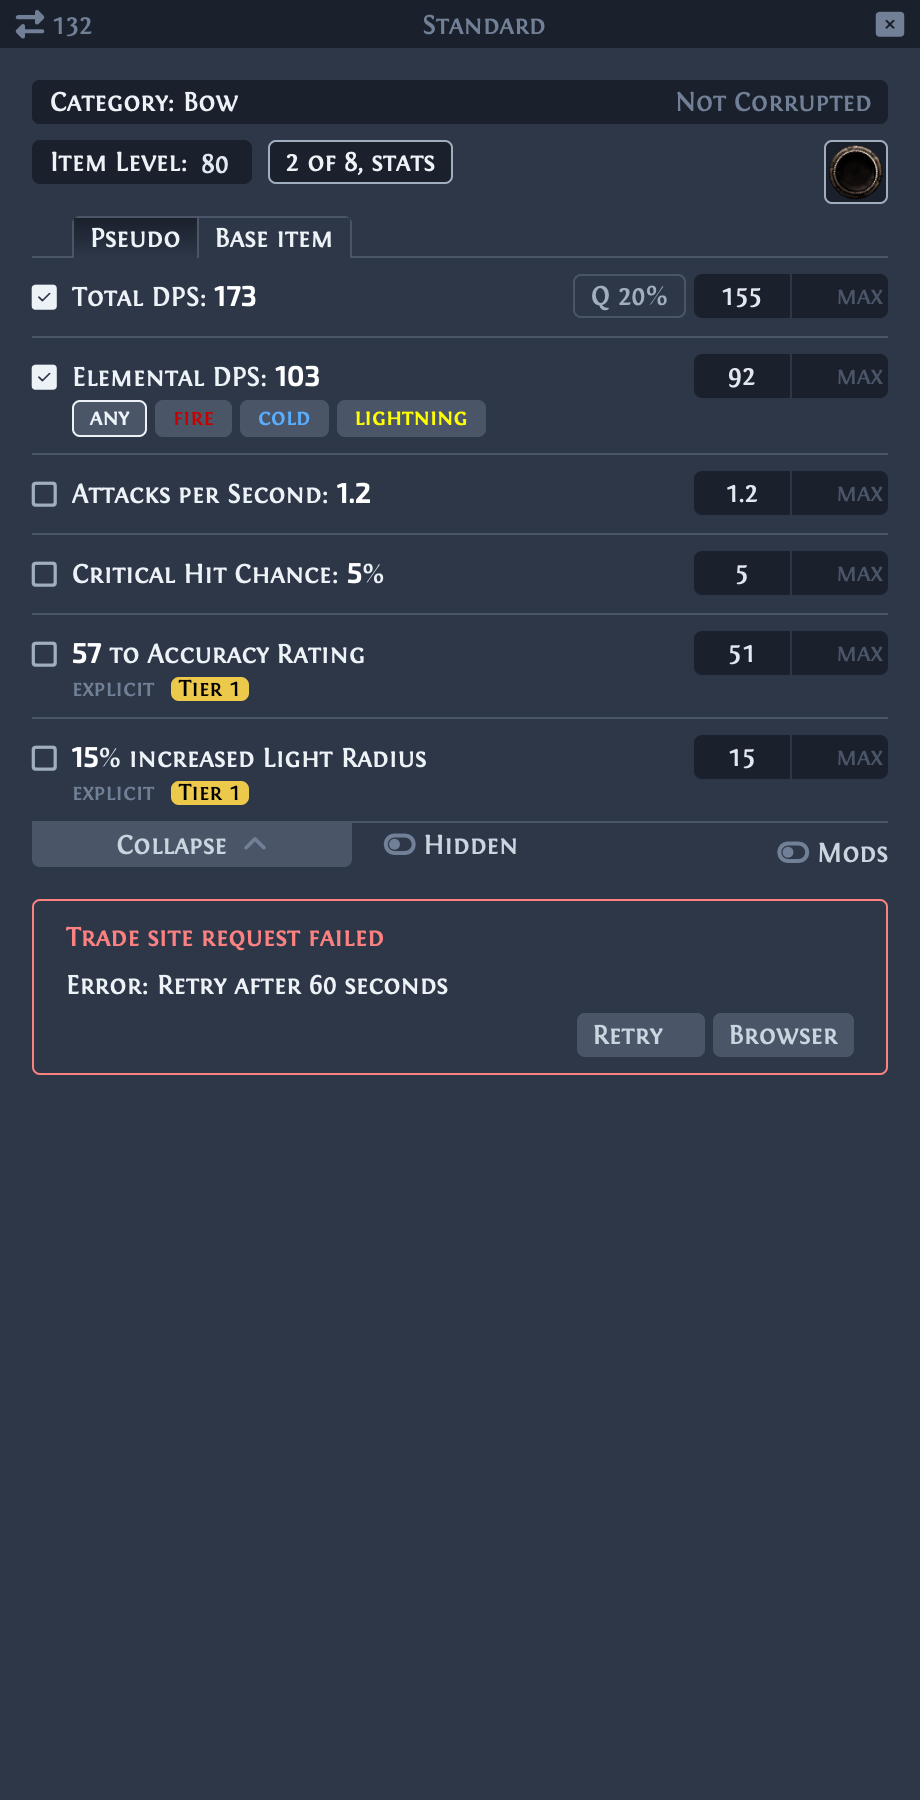 132 Standard
Category: Bow Not Corrupted
Item Level: 80 2 of 8, stats
Pseudo Base item
Total DPS: 173 Q 20% 155 max
Elemental DPS: 103 92 max
any fire cold lightning
Attacks per Second: 1.2 1.2 max
Critical Hit Chance: 5% 5 max
57 to Accuracy Rating 51 max
explicit Tier 1
15% increased Light Radius 15 max
explicit Tier 1
Collapse Hidden Mods
Trade site request failed
Error: Retry after 60 seconds
Retry Browser